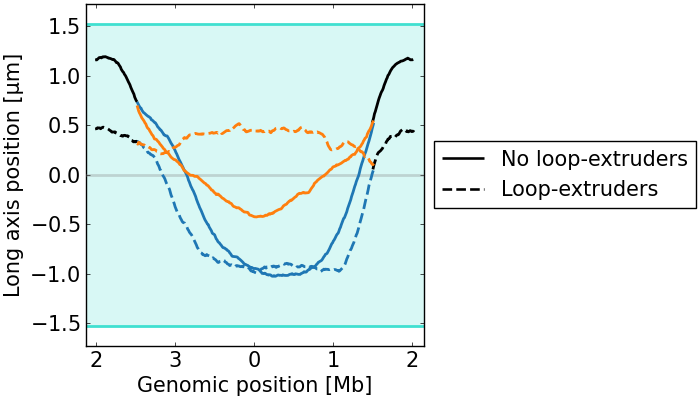 1.5
1.0
0.5
0.0
−0.5
−1.0
−1.5
Long axis position [µm]
2 3 0 1 2
Genomic position [Mb]
No loop-extruders
Loop-extruders